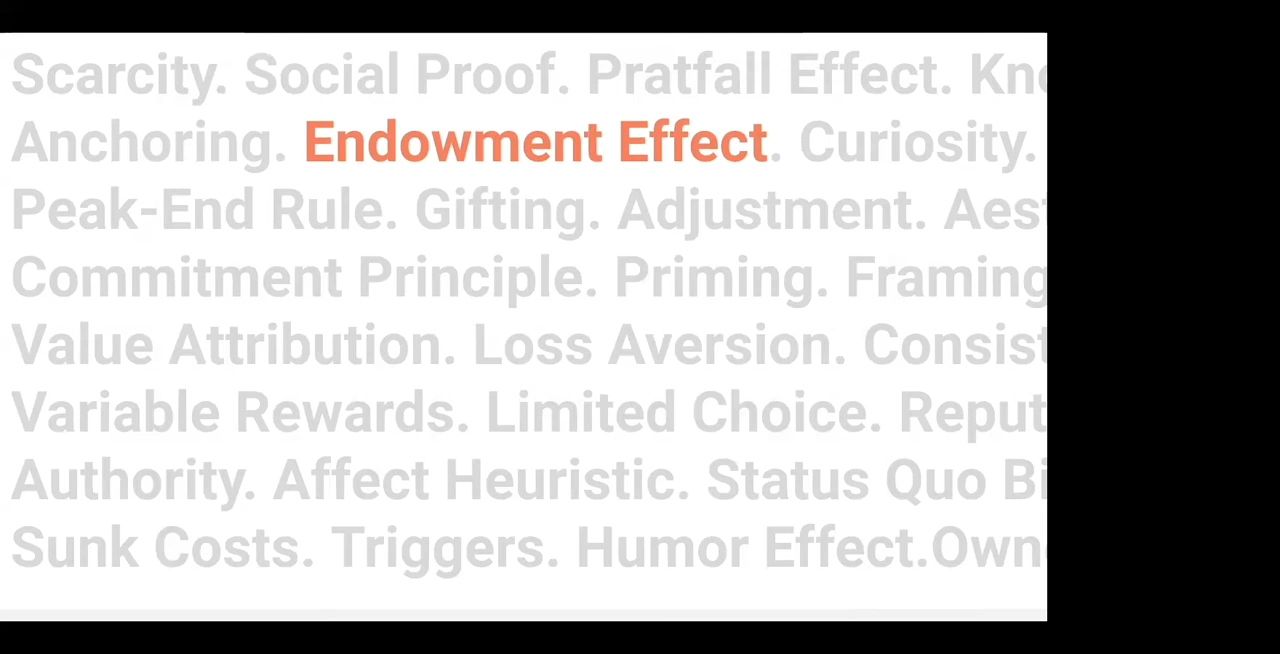 Scarcity. Social Proof. Pratfall Effect.
Anchoring. Endowment Effect. Curiosity.
Peak-End Rule. Gifting. Adjustment.
Commitment Principle. Priming. Framing
Value Attribution. Loss Aversion.
Variable Rewards. Limited Choice.
Authority. Affect Heuristic. Status Quo
Sunk Costs. Triggers. Humor Effect.